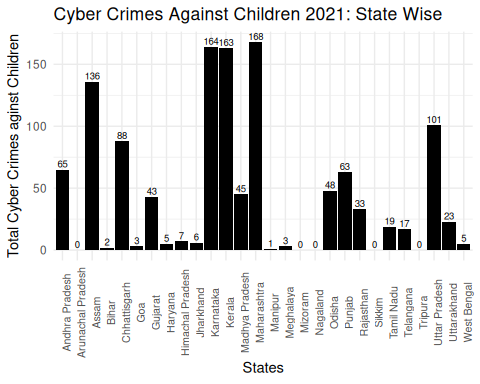 Cyber Crimes Against Children 2021: State Wise
Total Cyber Crimes aginst Children
150
100
50
0
65
0
136
2
88
3
43
5
7
6
164
163
45
168
1
3
0
0
48
63
33
0
19
17
0
101
23
5
Andhra Pradesh
Arunachal Pradesh
Assam
Bihar
Chhattisgarh
Goa
Gujarat
Haryana
Himachal Pradesh
Jharkhand
Karnataka
Kerala
Madhya Pradesh
Maharashtra
Manipur
Meghalaya
Mizoram
Nagaland
Odisha
Punjab
Rajasthan
Sikkim
Tamil Nadu
Telangana
Tripura
Uttar Pradesh
Uttarakhand
West Bengal
States